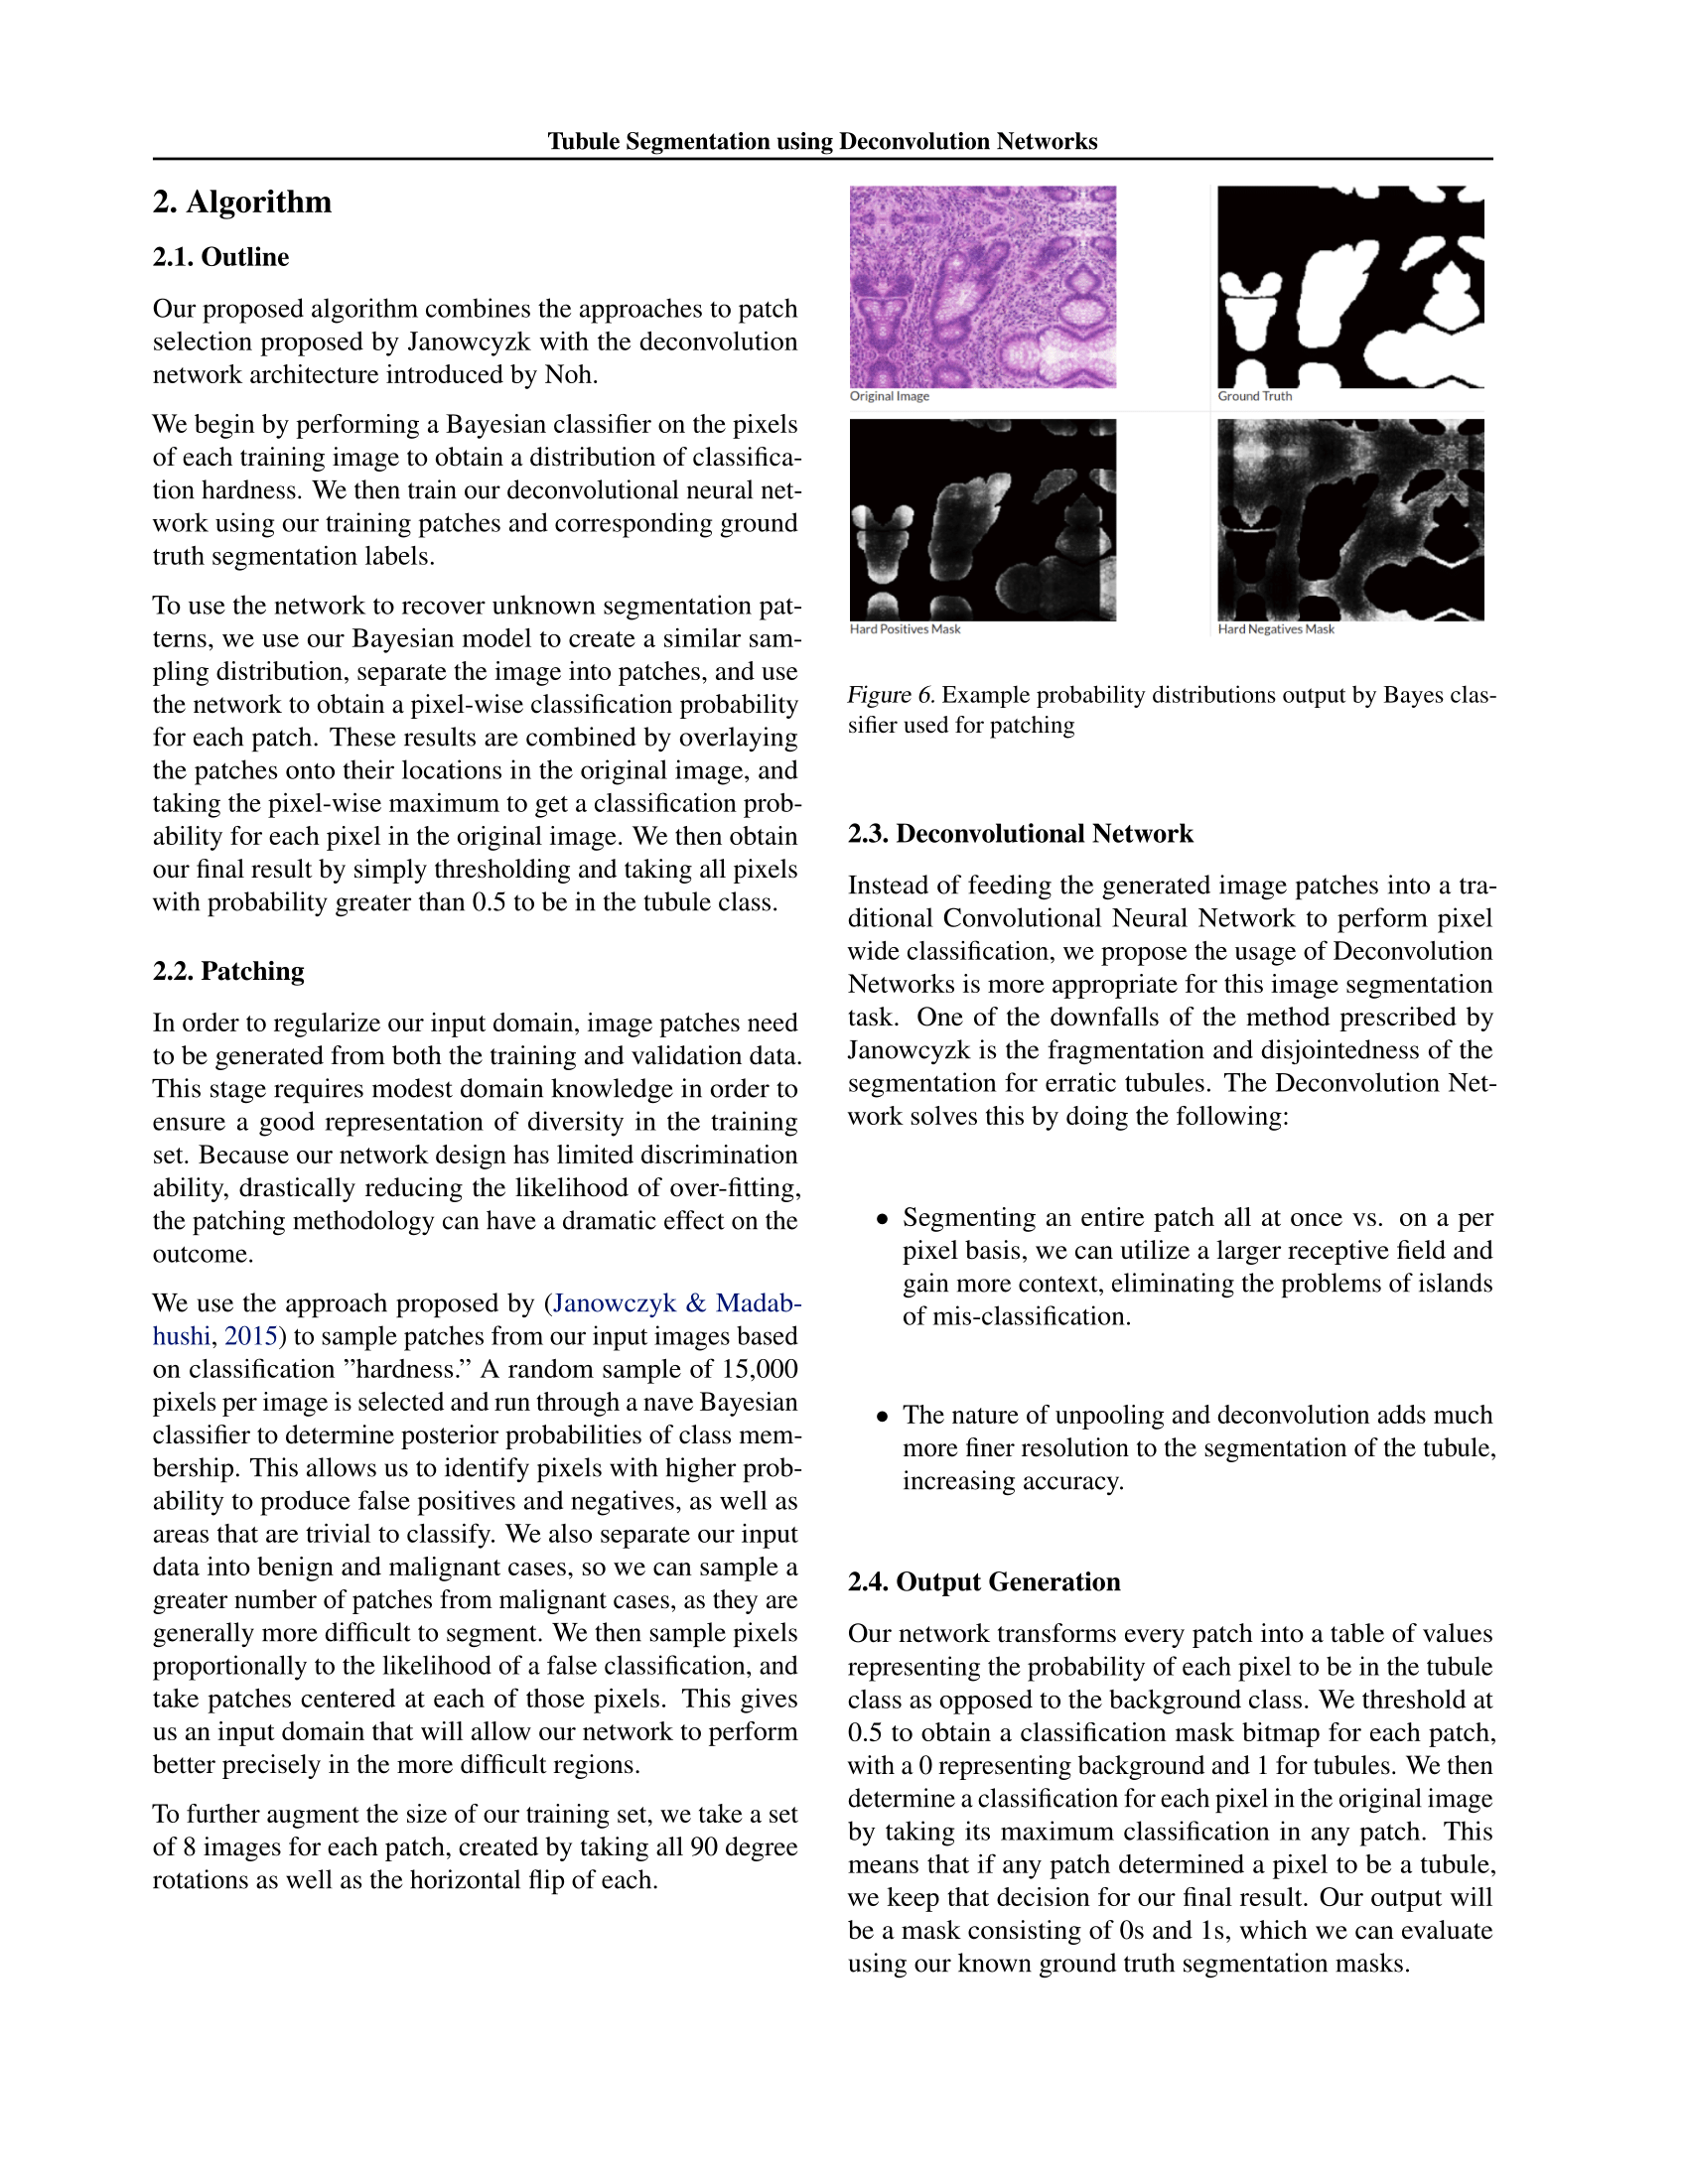 Tubule Segmentation using Deconvolution Networks
2. Algorithm
2.1. Outline
Our proposed algorithm combines the approaches to patch
selection proposed by Janowcyzk with the deconvolution
network architecture introduced by Noh.
We begin by performing a Bayesian classifier on the pixels
of each training image to obtain a distribution of classifica-
tion hardness. We then train our deconvolutional neural net-
work using our training patches and corresponding ground
truth segmentation labels.
To use the network to recover unknown segmentation pat-
terns, we use our Bayesian model to create a similar sam-
pling distribution, separate the image into patches, and use
the network to obtain a pixel-wise classification probability
for each patch. These results are combined by overlaying
the patches onto their locations in the original image, and
taking the pixel-wise maximum to get a classification prob-
ability for each pixel in the original image. We then obtain
our final result by simply thresholding and taking all pixels
with probability greater than 0.5 to be in the tubule class.
2.2. Patching
In order to regularize our input domain, image patches need
to be generated from both the training and validation data.
This stage requires modest domain knowledge in order to
ensure a good representation of diversity in the training
set. Because our network design has limited discrimination
ability, drastically reducing the likelihood of over-fitting,
the patching methodology can have a dramatic effect on the
outcome.
We use the approach proposed by (Janowczyk & Madab-
hushi, 2015) to sample patches from our input images based
on classification ”hardness.” A random sample of 15,000
pixels per image is selected and run through a nave Bayesian
classifier to determine posterior probabilities of class mem-
bership. This allows us to identify pixels with higher prob-
ability to produce false positives and negatives, as well as
areas that are trivial to classify. We also separate our input
data into benign and malignant cases, so we can sample a
greater number of patches from malignant cases, as they are
generally more difficult to segment. We then sample pixels
proportionally to the likelihood of a false classification, and
take patches centered at each of those pixels. This gives
us an input domain that will allow our network to perform
better precisely in the more difficult regions.
To further augment the size of our training set, we take a set
of 8 images for each patch, created by taking all 90 degree
rotations as well as the horizontal flip of each.
Original Image
Ground Truth
Hard Positives Mask
Hard Negatives Mask
Figure 6. Example probability distributions output by Bayes clas-
sifier used for patching
2.3. Deconvolutional Network
Instead of feeding the generated image patches into a tra-
ditional Convolutional Neural Network to perform pixel
wide classification, we propose the usage of Deconvolution
Networks is more appropriate for this image segmentation
task. One of the downfalls of the method prescribed by
Janowcyzk is the fragmentation and disjointedness of the
segmentation for erratic tubules. The Deconvolution Net-
work solves this by doing the following:
• Segmenting an entire patch all at once vs. on a per
pixel basis, we can utilize a larger receptive field and
gain more context, eliminating the problems of islands
of mis-classification.
• The nature of unpooling and deconvolution adds much
more finer resolution to the segmentation of the tubule,
increasing accuracy.
2.4. Output Generation
Our network transforms every patch into a table of values
representing the probability of each pixel to be in the tubule
class as opposed to the background class. We threshold at
0.5 to obtain a classification mask bitmap for each patch,
with a 0 representing background and 1 for tubules. We then
determine a classification for each pixel in the original image
by taking its maximum classification in any patch. This
means that if any patch determined a pixel to be a tubule,
we keep that decision for our final result. Our output will
be a mask consisting of 0s and 1s, which we can evaluate
using our known ground truth segmentation masks.